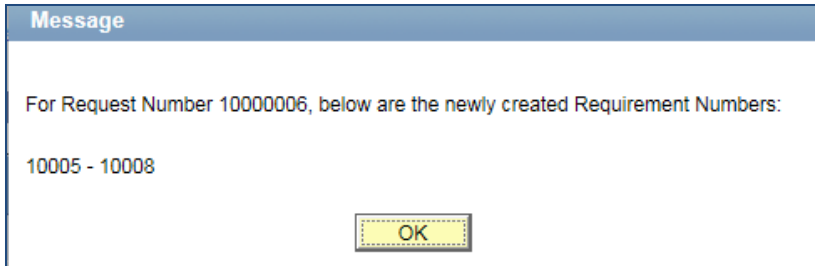 Message
For Request Number 10000006, below are the newly created Requirement Numbers:
10005 - 10008
OK